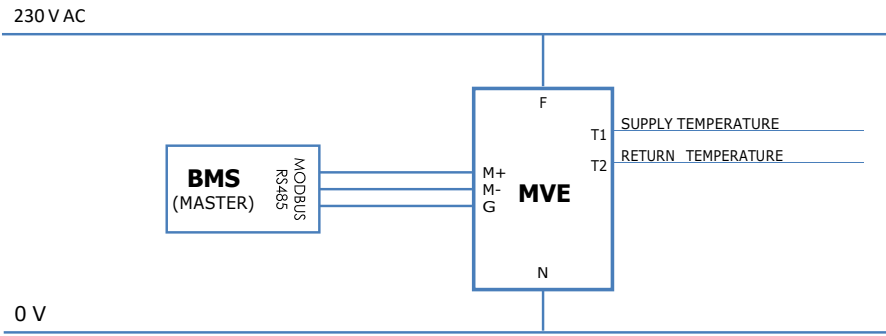 230 V AC
F
T1 SUPPLY TEMPERATURE
T2 RETURN TEMPERATURE
BMS
(MASTER)
MODBUS
RS485
M+
M-
G
MVE
N
0 V